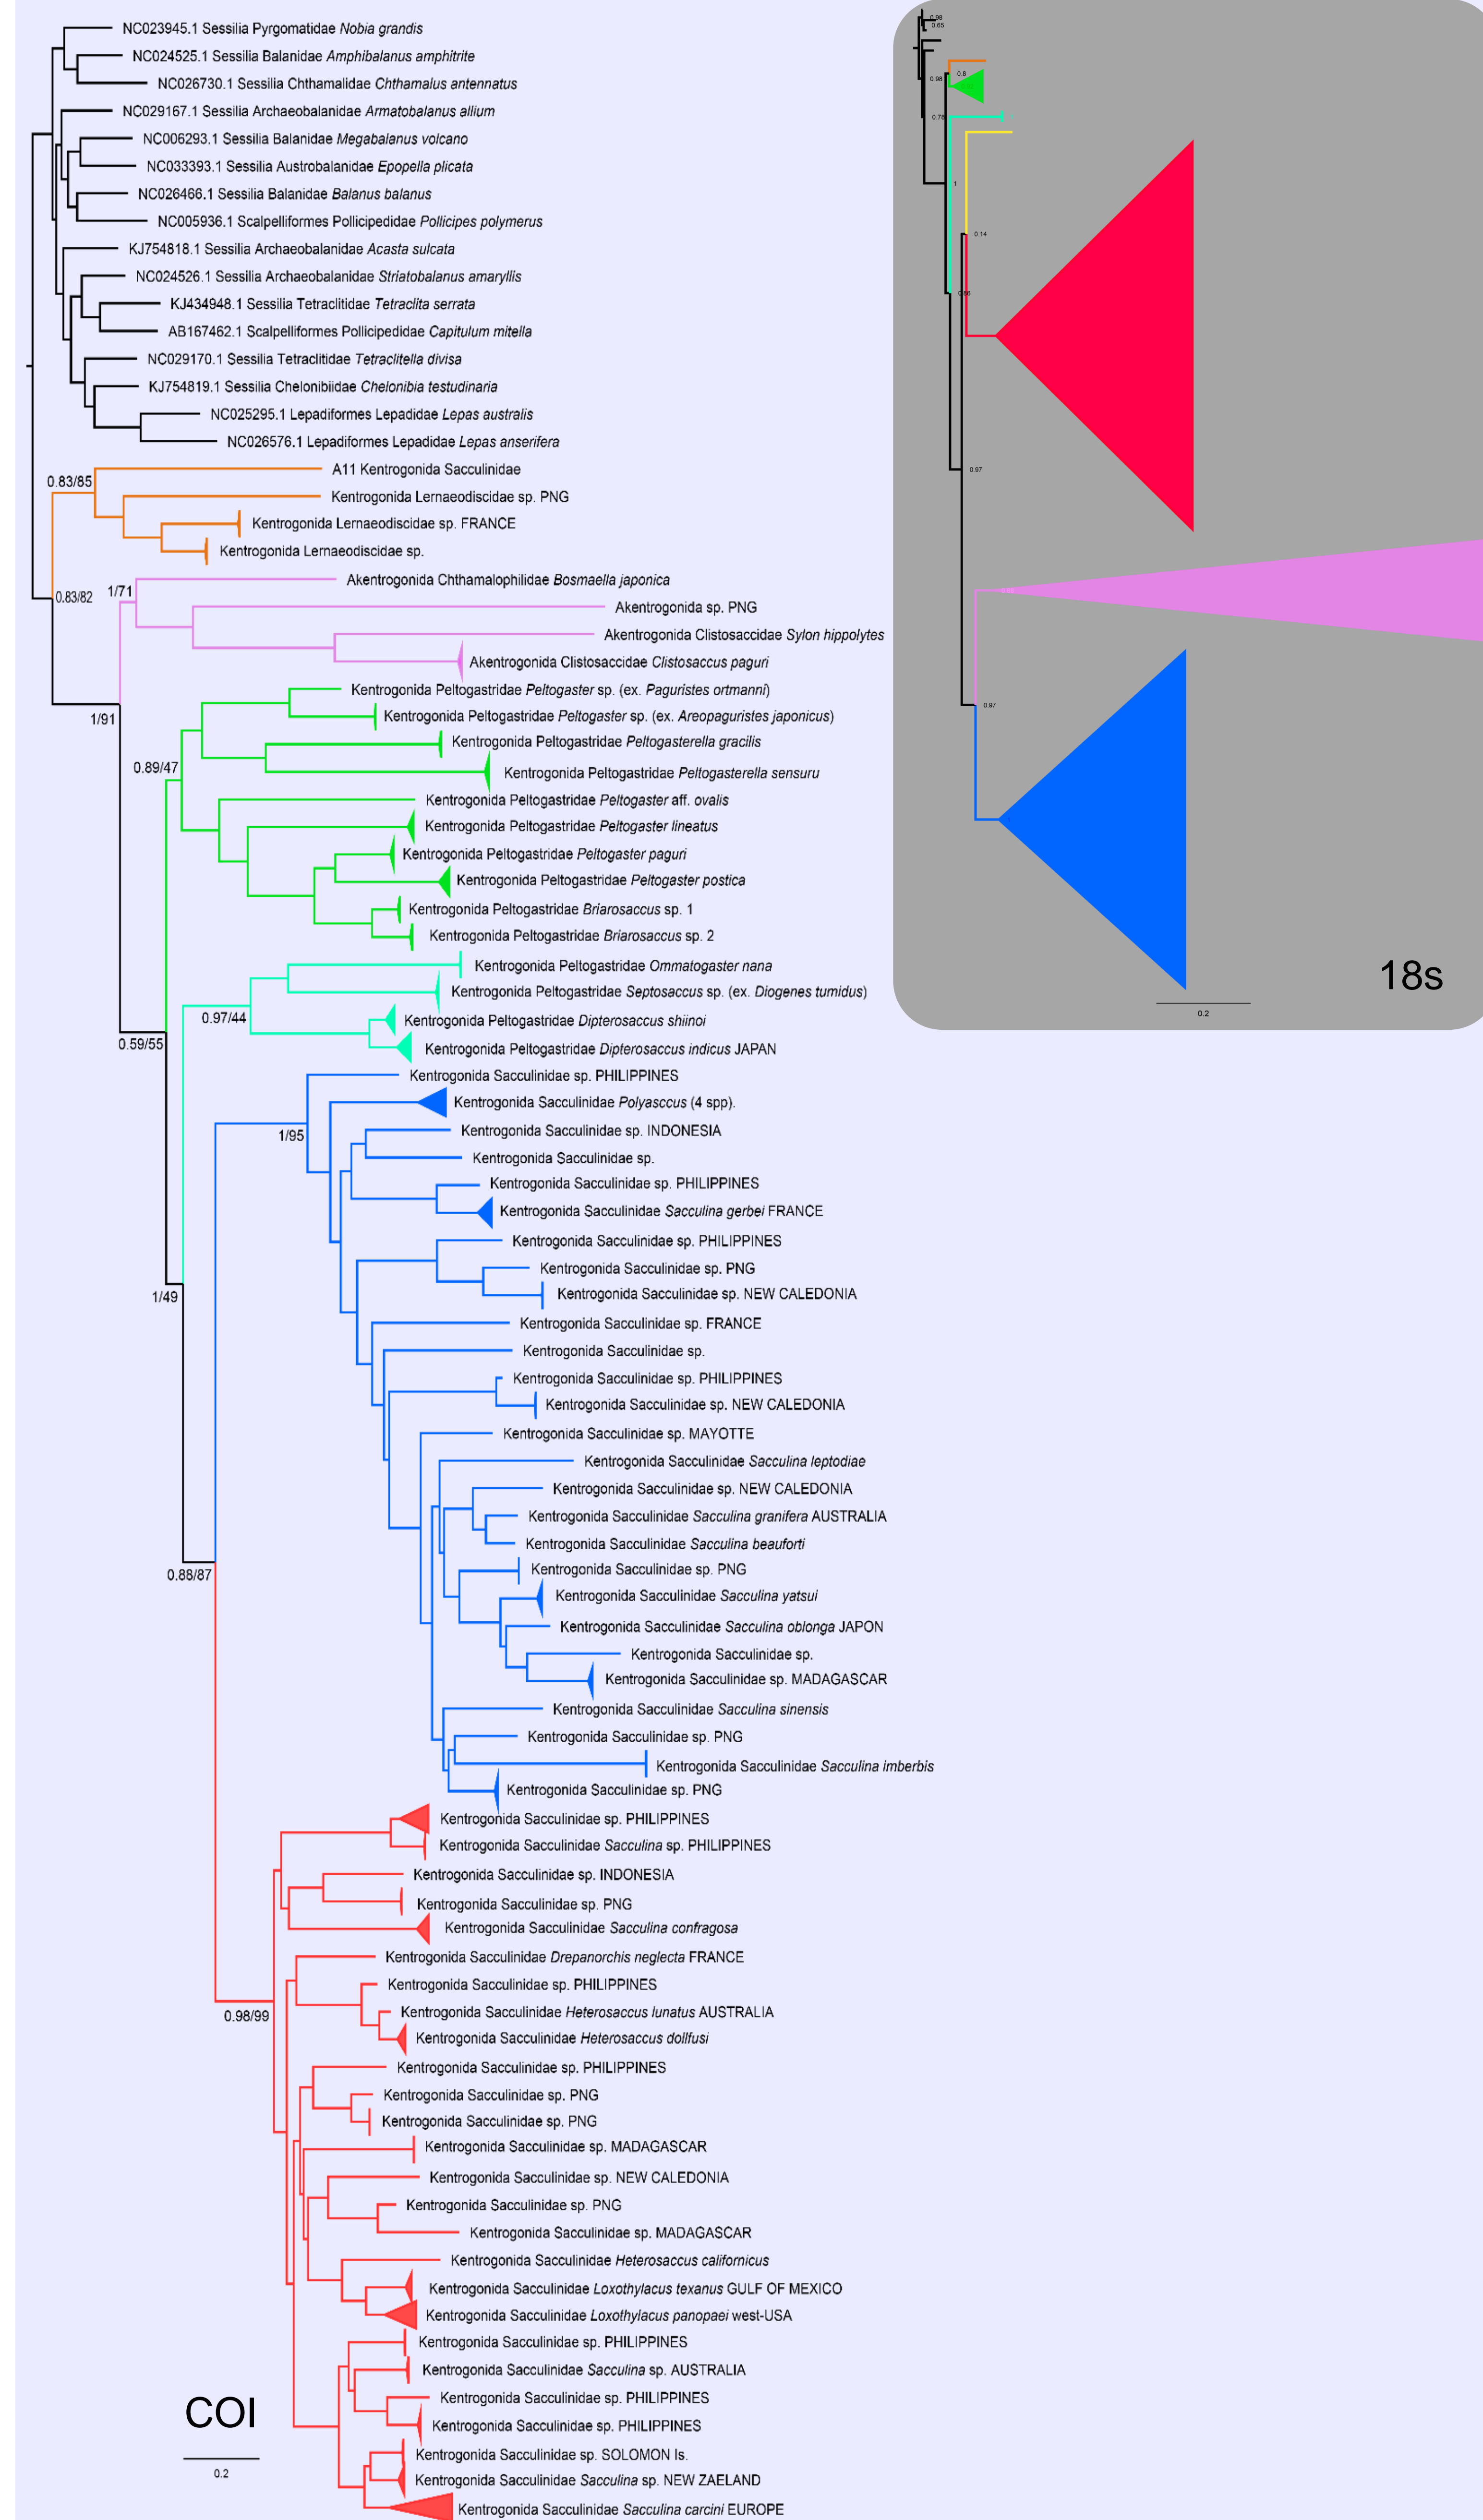 NC023945.1 Sessilia Pyrgomatidae Nobia grandis
NC024525.1 Sessilia Balanidae Amphibalanus amphitrite
NC026730.1 Sessilia Chthamalidae Chthamalus antennatus
NC029167.1 Sessilia Archaeobalanidae Armatobalanus allium
NC006293.1 Sessilia Balanidae Megabalanus volcano
NC033393.1 Sessilia Austrobalanidae Epopella plicata
NC026466.1 Sessilia Balanidae Balanus balanus
NC005936.1 Scalpelliformes Pollicipedidae Pollicipes polymerus
KJ754818.1 Sessilia Archaeobalanidae Acasta sulcata
NC024526.1 Sessilia Archaeobalanidae Striatobalanus amaryllis
KJ434948.1 Sessilia Tetraclitidae Tetraclita serrata
AB167462.1 Scalpelliformes Pollicipedidae Capitulum mitella
NC029170.1 Sessilia Tetraclitidae Tetraclitella divisa
KJ754819.1 Sessilia Chelonibiidae Chelonibia testudinaria
NC025295.1 Lepadiformes Lepadidae Lepas australis
NC026576.1 Lepadiformes Lepadidae Lepas anserifera
A11 Kentrogonida Sacculinidae
0.83/85
Kentrogonida Lernaeodiscidae sp. PNG
Kentrogonida Lernaeodiscidae sp. FRANCE
Kentrogonida Lernaeodiscidae sp.
Akentrogonida Chthamalophilidae Bosmaella japonica
1/71
0.83/82
Akentrogonida sp. PNG
Akentrogonida Clistosaccidae Sylon hippolytes
Akentrogonida Clistosaccidae Clistosaccus paguri
Kentrogonida Peltogastridae Peltogaster sp. (ex. Paguristes ortmanni)
1/91
Kentrogonida Peltogastridae Peltogaster sp. (ex. Areopaguristes japonicus)
Kentrogonida Peltogastridae Peltogasterella gracilis
0.89/47
Kentrogonida Peltogastridae Peltogasterella sensuru
Kentrogonida Peltogastridae Peltogaster aff. ovalis
Kentrogonida Peltogastridae Peltogaster lineatus
Kentrogonida Peltogastridae Peltogaster paguri
Kentrogonida Peltogastridae Peltogaster postica
Kentrogonida Peltogastridae Briarosaccus sp. 1
Kentrogonida Peltogastridae Briarosaccus sp. 2
Kentrogonida Peltogastridae Ommatogaster nana
Kentrogonida Peltogastridae Septosaccus sp. (ex. Diogenes tumidus)
0.97/44
Kentrogonida Peltogastridae Dipterosaccus shiinoi
0.59/55
Kentrogonida Peltogastridae Dipterosaccus indicus JAPAN
Kentrogonida Sacculinidae sp. PHILIPPINES
Kentrogonida Sacculinidae Polyasccus (4 spp).
1/95
Kentrogonida Sacculinidae sp. INDONESIA
Kentrogonida Sacculinidae sp.
Kentrogonida Sacculinidae sp. PHILIPPINES
Kentrogonida Sacculinidae Sacculina gerbei FRANCE
Kentrogonida Sacculinidae sp. PHILIPPINES
Kentrogonida Sacculinidae sp. PNG
Kentrogonida Sacculinidae sp. NEW CALEDONIA
1/49
Kentrogonida Sacculinidae sp. FRANCE
Kentrogonida Sacculinidae sp.
Kentrogonida Sacculinidae sp. PHILIPPINES
Kentrogonida Sacculinidae sp. NEW CALEDONIA
Kentrogonida Sacculinidae sp. MAYOTTE
Kentrogonida Sacculinidae Sacculina leptodiae
Kentrogonida Sacculinidae sp. NEW CALEDONIA
Kentrogonida Sacculinidae Sacculina granifera AUSTRALIA
Kentrogonida Sacculinidae Sacculina beauforti
Kentrogonida Sacculinidae sp. PNG
0.88/87
Kentrogonida Sacculinidae Sacculina yatsui
Kentrogonida Sacculinidae Sacculina oblonga JAPON
Kentrogonida Sacculinidae sp.
Kentrogonida Sacculinidae sp. MADAGASCAR
Kentrogonida Sacculinidae Sacculina sinensis
Kentrogonida Sacculinidae sp. PNG
Kentrogonida Sacculinidae Sacculina imberbis
Kentrogonida Sacculinidae sp. PNG
Kentrogonida Sacculinidae sp. PHILIPPINES
Kentrogonida Sacculinidae Sacculina sp. PHILIPPINES
Kentrogonida Sacculinidae sp. INDONESIA
Kentrogonida Sacculinidae sp. PNG
Kentrogonida Sacculinidae Sacculina confragosa
Kentrogonida Sacculinidae Drepanorchis neglecta FRANCE
Kentrogonida Sacculinidae sp. PHILIPPINES
0.98/99
Kentrogonida Sacculinidae Heterosaccus lunatus AUSTRALIA
Kentrogonida Sacculinidae Heterosaccus dollfusi
Kentrogonida Sacculinidae sp. PHILIPPINES
Kentrogonida Sacculinidae sp. PNG
Kentrogonida Sacculinidae sp. PNG
Kentrogonida Sacculinidae sp. MADAGASCAR
Kentrogonida Sacculinidae sp. NEW CALEDONIA
Kentrogonida Sacculinidae sp. PNG
Kentrogonida Sacculinidae sp. MADAGASCAR
Kentrogonida Sacculinidae Heterosaccus californicus
Kentrogonida Sacculinidae Loxothylacus texanus GULF OF MEXICO
Kentrogonida Sacculinidae Loxothylacus panopaei west-USA
Kentrogonida Sacculinidae sp. PHILIPPINES
Kentrogonida Sacculinidae Sacculina sp. AUSTRALIA
Kentrogonida Sacculinidae sp. PHILIPPINES
Kentrogonida Sacculinidae sp. PHILIPPINES
Kentrogonida Sacculinidae sp. SOLOMON Is.
Kentrogonida Sacculinidae Sacculina sp. NEW ZAELAND
Kentrogonida Sacculinidae Sacculina carcini EUROPE
COI
0.2
0.98
0.65
0.8
0.98
0.78
1
0.14
0.97
0.97
18s
0.2